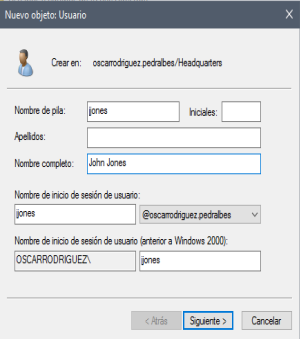 Nuevo objeto: Usuario X
Crear en: oscarrodriguez.pedralbes/Headquarters
Nombre de pila: jjones Iniciales:
Apellidos:
Nombre completo: John Jones
Nombre de inicio de sesión de usuario:
jjones @oscarrodriguez.pedralbes
Nombre de inicio de sesión de usuario (anterior a Windows 2000):
OSCARRODRIGUEZ\ jjones
< Atrás Siguiente > Cancelar